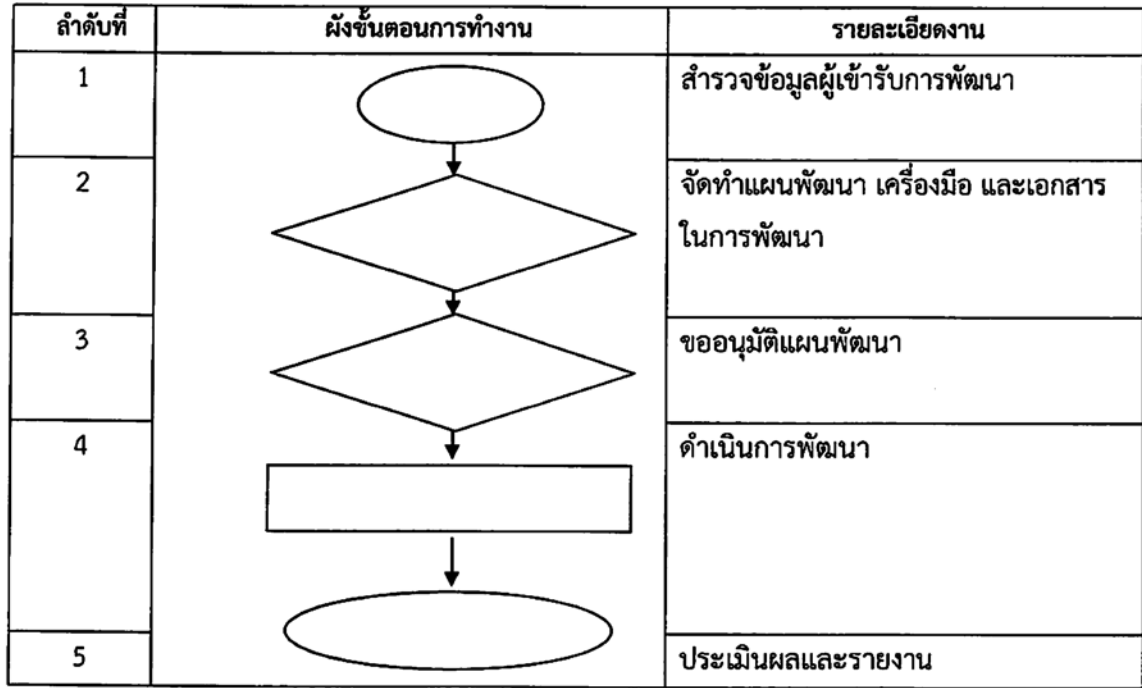 ลำดับที่ ผังขั้นตอนการทำงาน รายละเอียดงาน
1 สำรวจข้อมูลผู้เข้ารับการพัฒนา
2 จัดทำแผนพัฒนา เครื่องมือ และเอกสาร
ในการพัฒนา
3 ขออนุมัติแผนพัฒนา
4 ดำเนินการพัฒนา
5 ประเมินผลและรายงาน